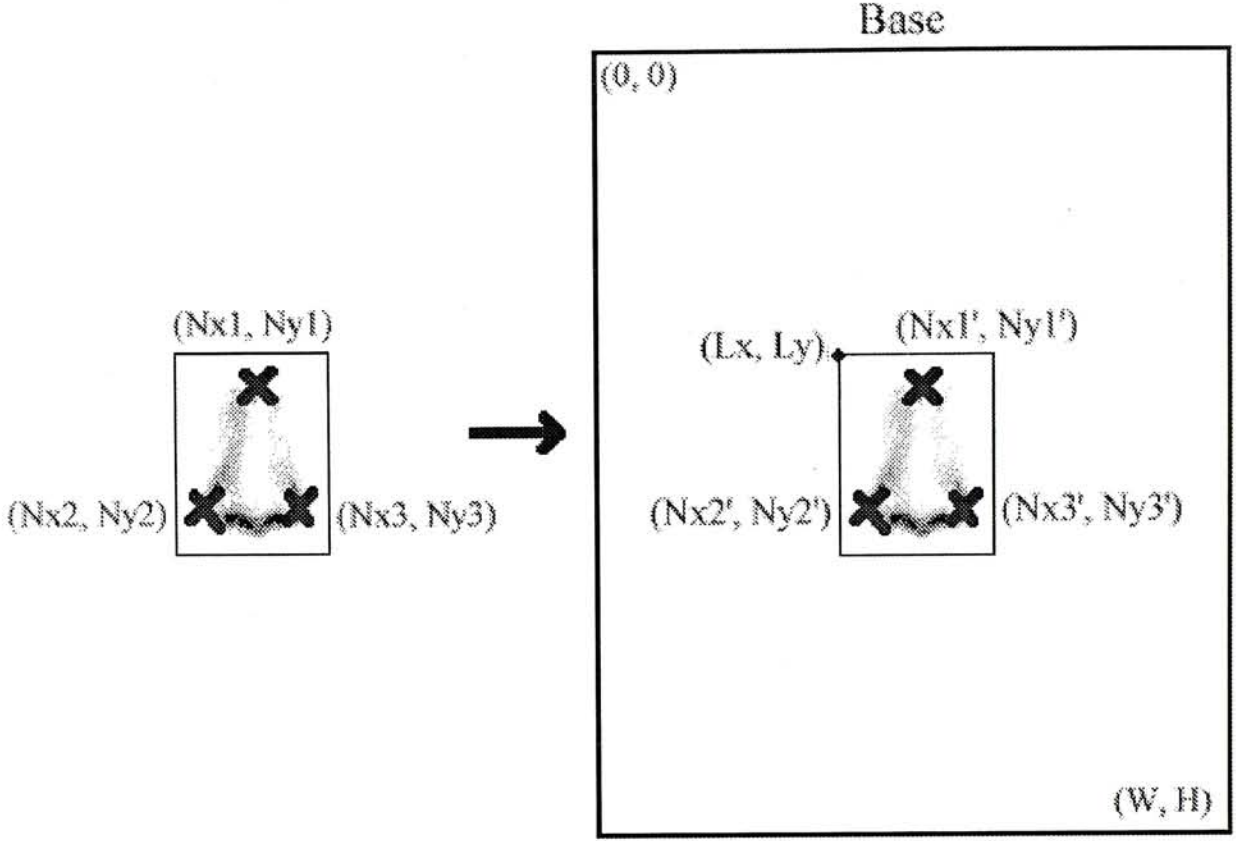 Base
(0, 0)
(Nx1, Ny1)
(Lx, Ly)
(Nx1', Ny1')
(Nx2, Ny2)
(Nx3, Ny3)
(Nx2', Ny2')
(Nx3', Ny3')
(W, H)